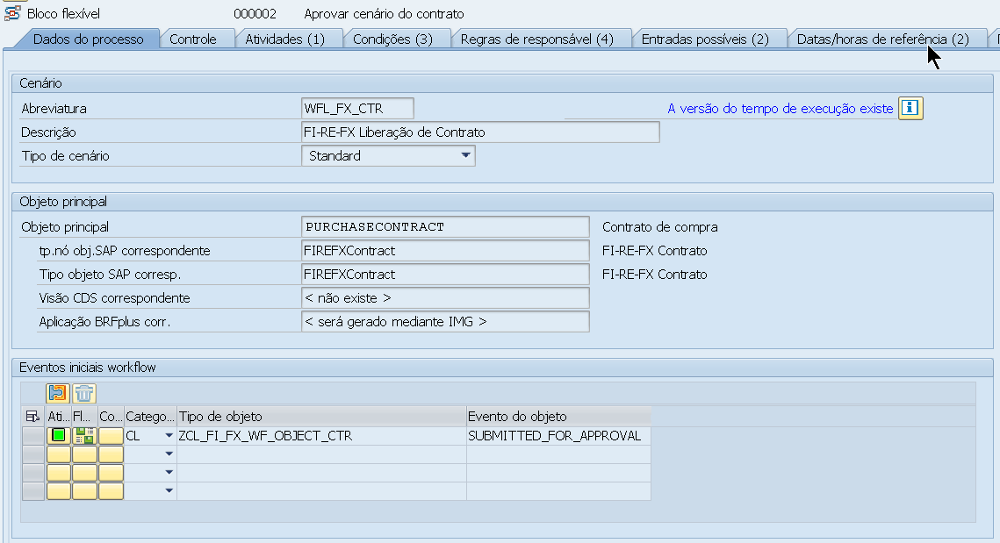 Bloco flexível 000002 Aprovar cenário do contrato
Dados do processo Controle Atividades (1) Condições (3) Regras de responsável (4) Entradas possíveis (2) Datas/horas de referência (2)
Cenário
Abreviatura WFL_FX_CTR A versão do tempo de execução existe
Descrição FI-RE-FX Liberação de Contrato
Tipo de cenário Standard
Objeto principal
Objeto principal PURCHASECONTRACT Contrato de compra
tp.nó obj.SAP correspondente FIREFXContract FI-RE-FX Contrato
Tipo objeto SAP corresp. FIREFXContract FI-RE-FX Contrato
Visão CDS correspondente < não existe >
Aplicação BRFplus corr. < será gerado mediante IMG >
Eventos iniciais workflow
Ati... Fl... Co... Catego... Tipo de objeto Evento do objeto
CL ZCL_FI_FX_WF_OBJECT_CTR SUBMITTED_FOR_APPROVAL